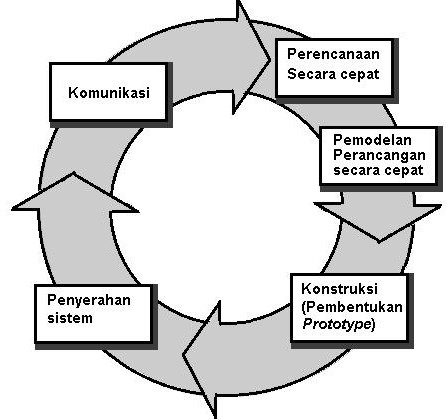 Komunikasi
Perencanaan
Secara cepat
Pemodelan
Perancangan
secara cepat
Konstruksi
(Pembentukan
Prototype)
Penyerahan
sistem